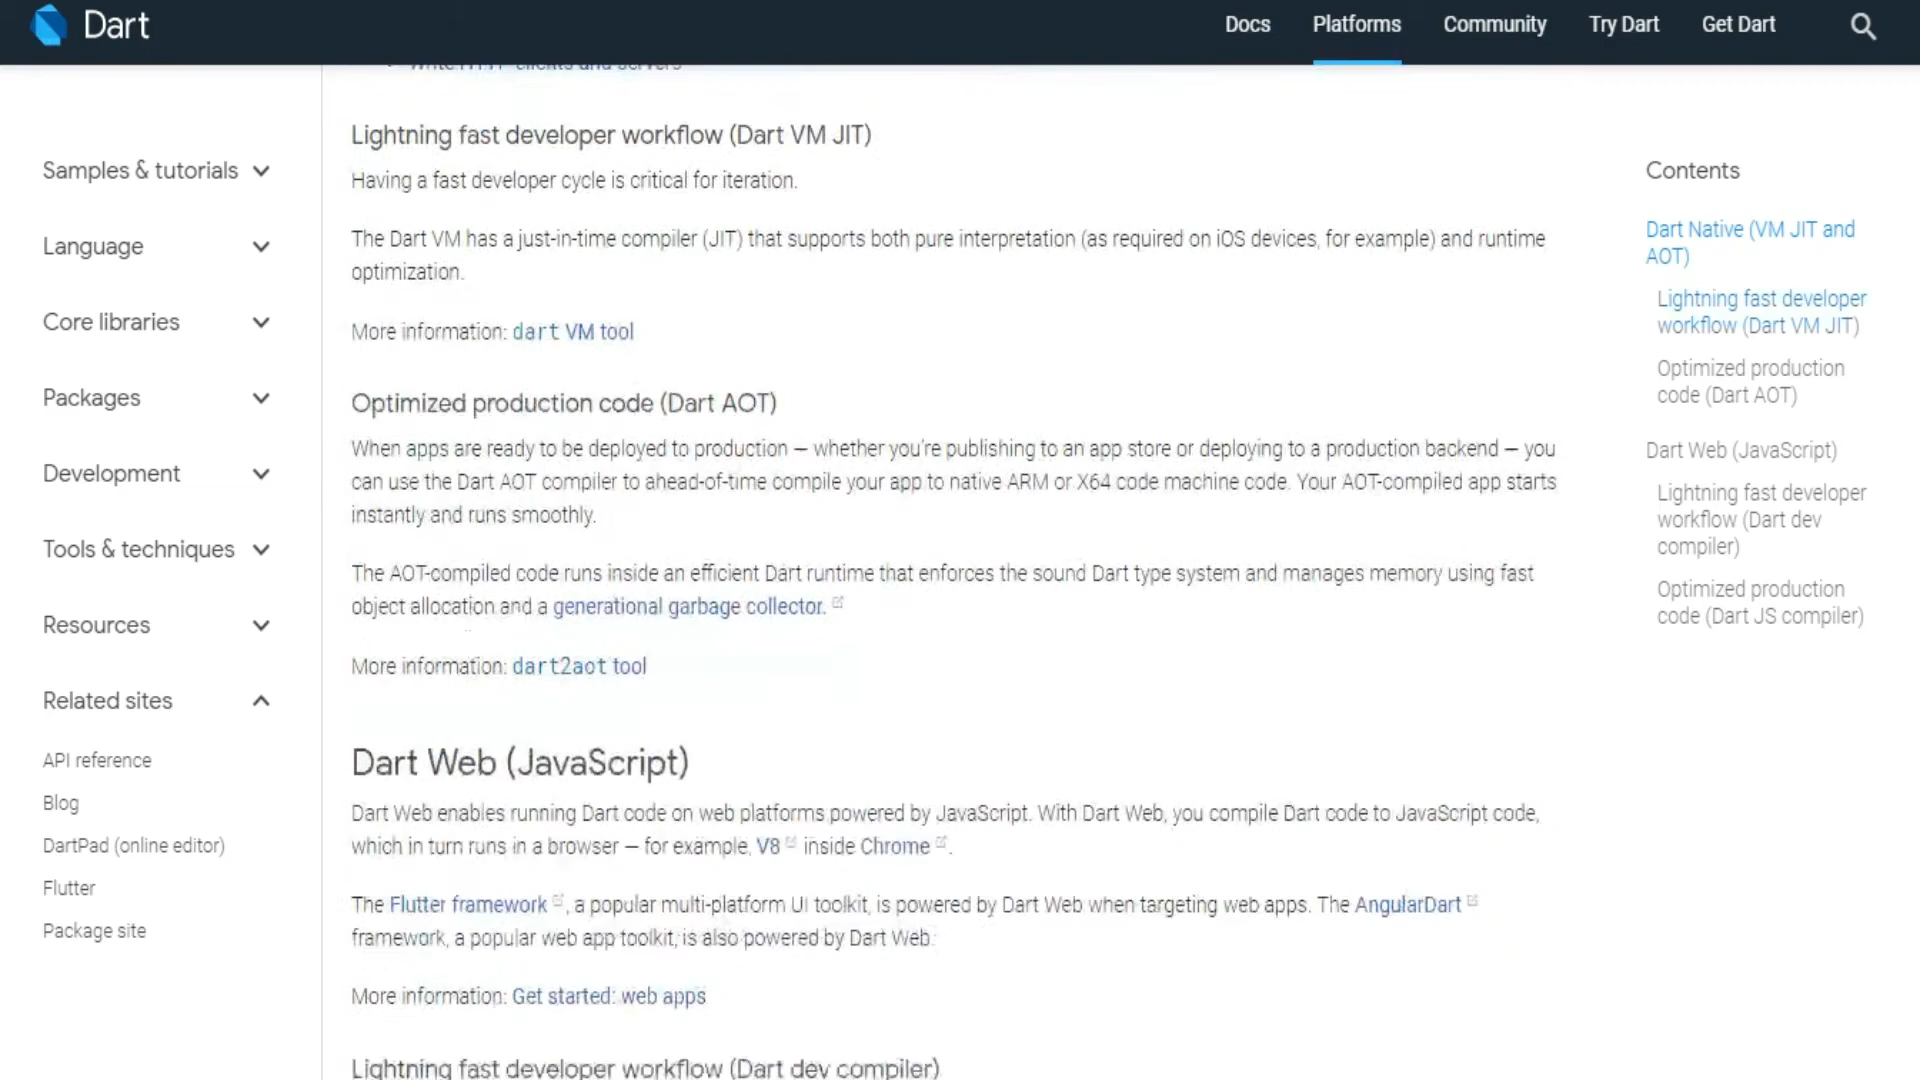 Dart
Docs
Platforms
Community
Try Dart
Get Dart
Write HTTP clients and servers
Samples & tutorials
Language
Core libraries
Packages
Development
Tools & techniques
Resources
Related sites
API reference
Blog
DartPad (online editor)
Flutter
Package site
Lightning fast developer workflow (Dart VM JIT)
Having a fast developer cycle is critical for iteration.
The Dart VM has a just-in-time compiler (JIT) that supports both pure interpretation (as required on iOS devices, for example) and runtime
optimization.
More information: dart VM tool
Optimized production code (Dart AOT)
When apps are ready to be deployed to production — whether you're publishing to an app store or deploying to a production backend — you
can use the Dart AOT compiler to ahead-of-time compile your app to native ARM or X64 code machine code. Your AOT-compiled app starts
instantly and runs smoothly.
The AOT-compiled code runs inside an efficient Dart runtime that enforces the sound Dart type system and manages memory using fast
object allocation and a generational garbage collector.
More information: dart2aot tool
Dart Web (JavaScript)
Dart Web enables running Dart code on web platforms powered by JavaScript. With Dart Web, you compile Dart code to JavaScript code,
which in turn runs in a browser — for example, V8 inside Chrome.
The Flutter framework, a popular multi-platform UI toolkit, is powered by Dart Web when targeting web apps. The AngularDart
framework, a popular web app toolkit, is also powered by Dart Web.
More information: Get started: web apps
Lightning fast developer workflow (Dart dev compiler)
Contents
Dart Native (VM JIT and
AOT)
Lightning fast developer
workflow (Dart VM JIT)
Optimized production
code (Dart AOT)
Dart Web (JavaScript)
Lightning fast developer
workflow (Dart dev
compiler)
Optimized production
code (Dart JS compiler)